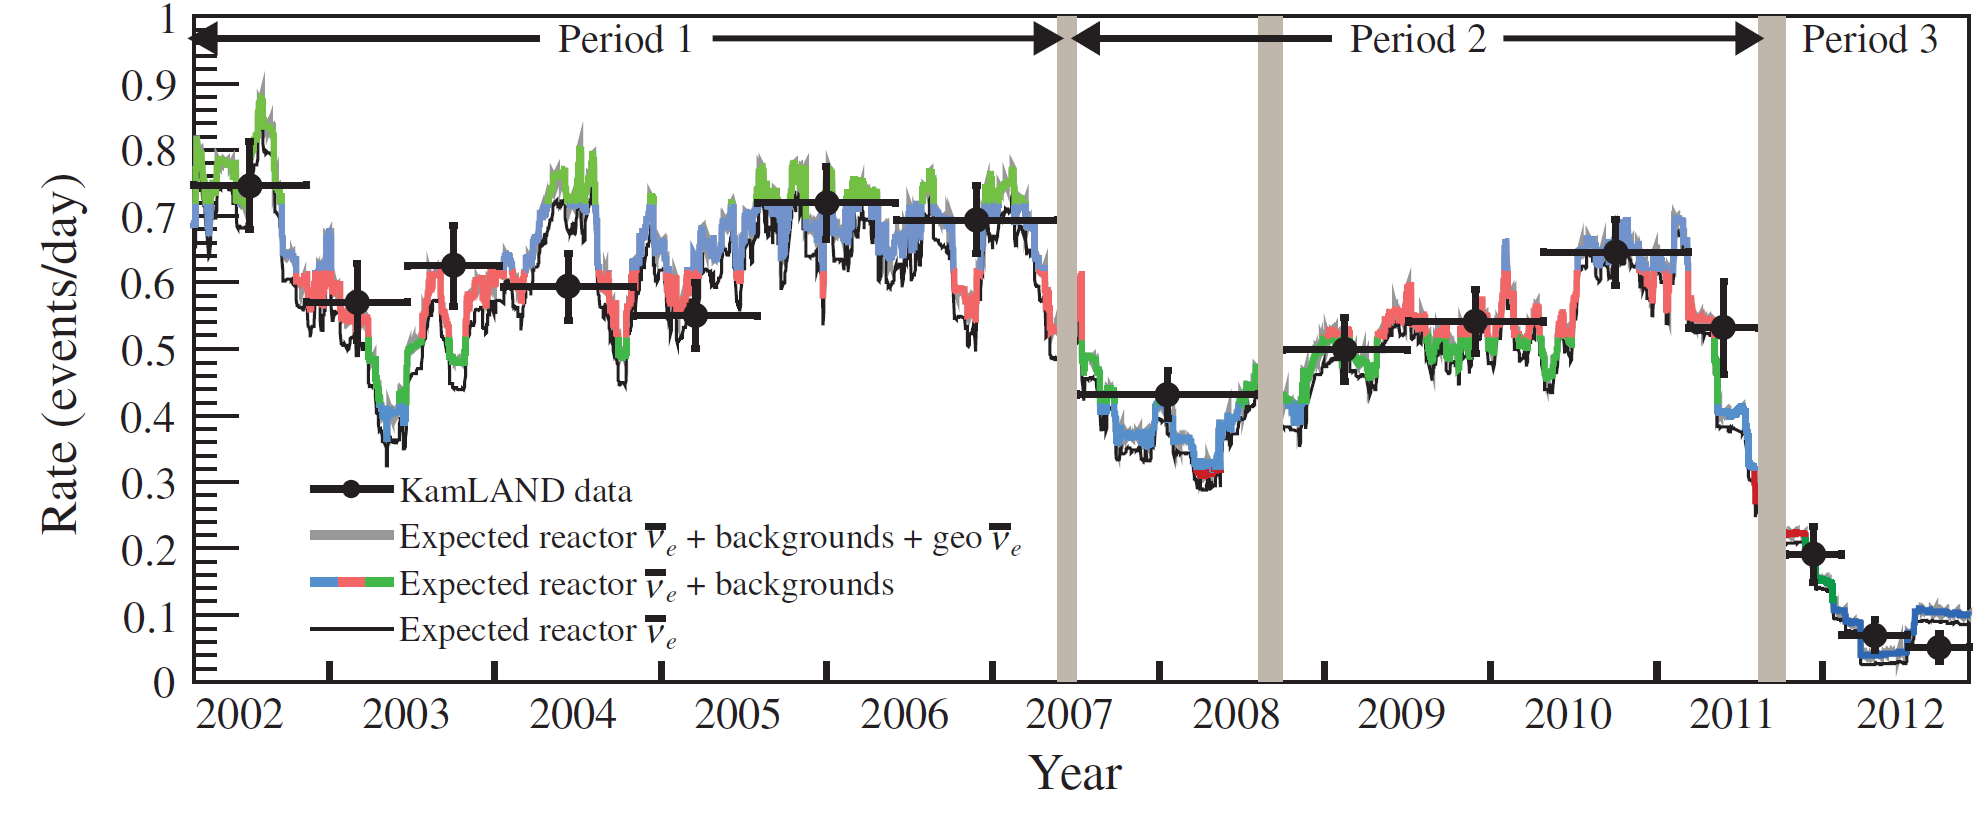 Period 1
Period 2
Period 3
1
0.9
0.8
0.7
0.6
0.5
0.4
0.3
0.2
0.1
0
Rate (events/day)
KamLAND data
Expected reactor ν̅e + backgrounds + geo ν̅e
Expected reactor ν̅e + backgrounds
Expected reactor ν̅e
2002 2003 2004 2005 2006 2007 2008 2009 2010 2011 2012
Year